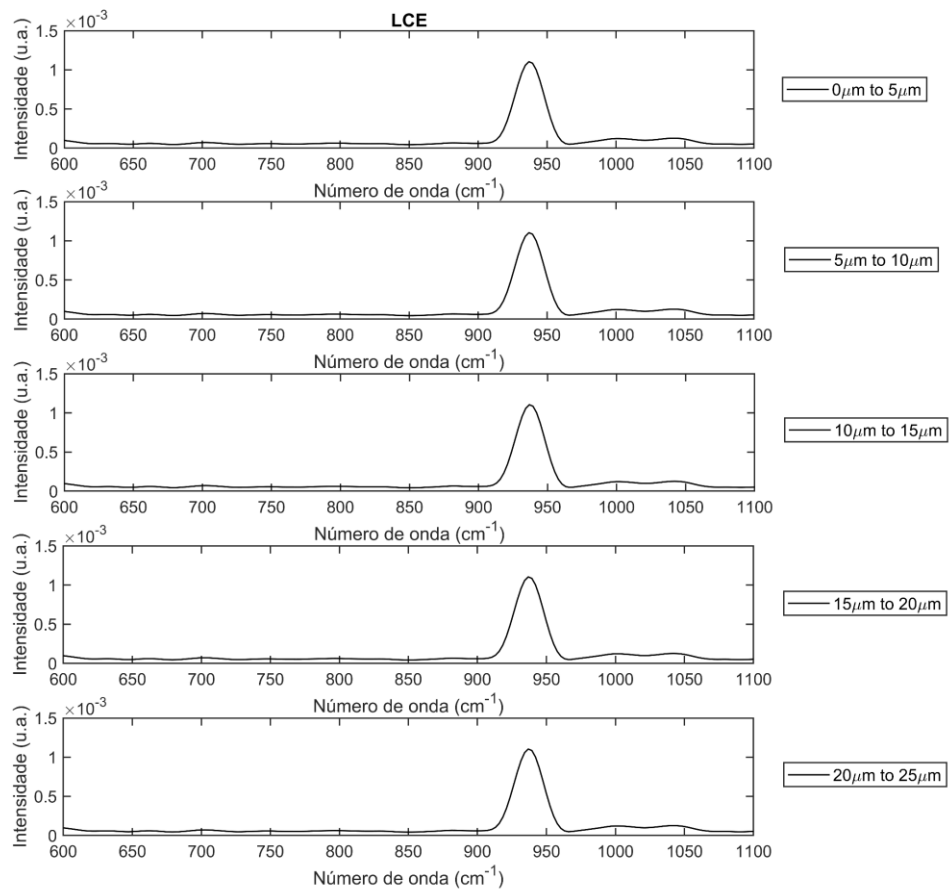 LCE
×10⁻³
1.5
1
0.5
0
Intensidade (u.a.)
600 650 700 750 800 850 900 950 1000 1050 1100
Número de onda (cm⁻¹)
0μm to 5μm
×10⁻³
1.5
1
0.5
0
Intensidade (u.a.)
600 650 700 750 800 850 900 950 1000 1050 1100
Número de onda (cm⁻¹)
5μm to 10μm
×10⁻³
1.5
1
0.5
0
Intensidade (u.a.)
600 650 700 750 800 850 900 950 1000 1050 1100
Número de onda (cm⁻¹)
10μm to 15μm
×10⁻³
1.5
1
0.5
0
Intensidade (u.a.)
600 650 700 750 800 850 900 950 1000 1050 1100
Número de onda (cm⁻¹)
15μm to 20μm
×10⁻³
1.5
1
0.5
0
Intensidade (u.a.)
600 650 700 750 800 850 900 950 1000 1050 1100
Número de onda (cm⁻¹)
20μm to 25μm